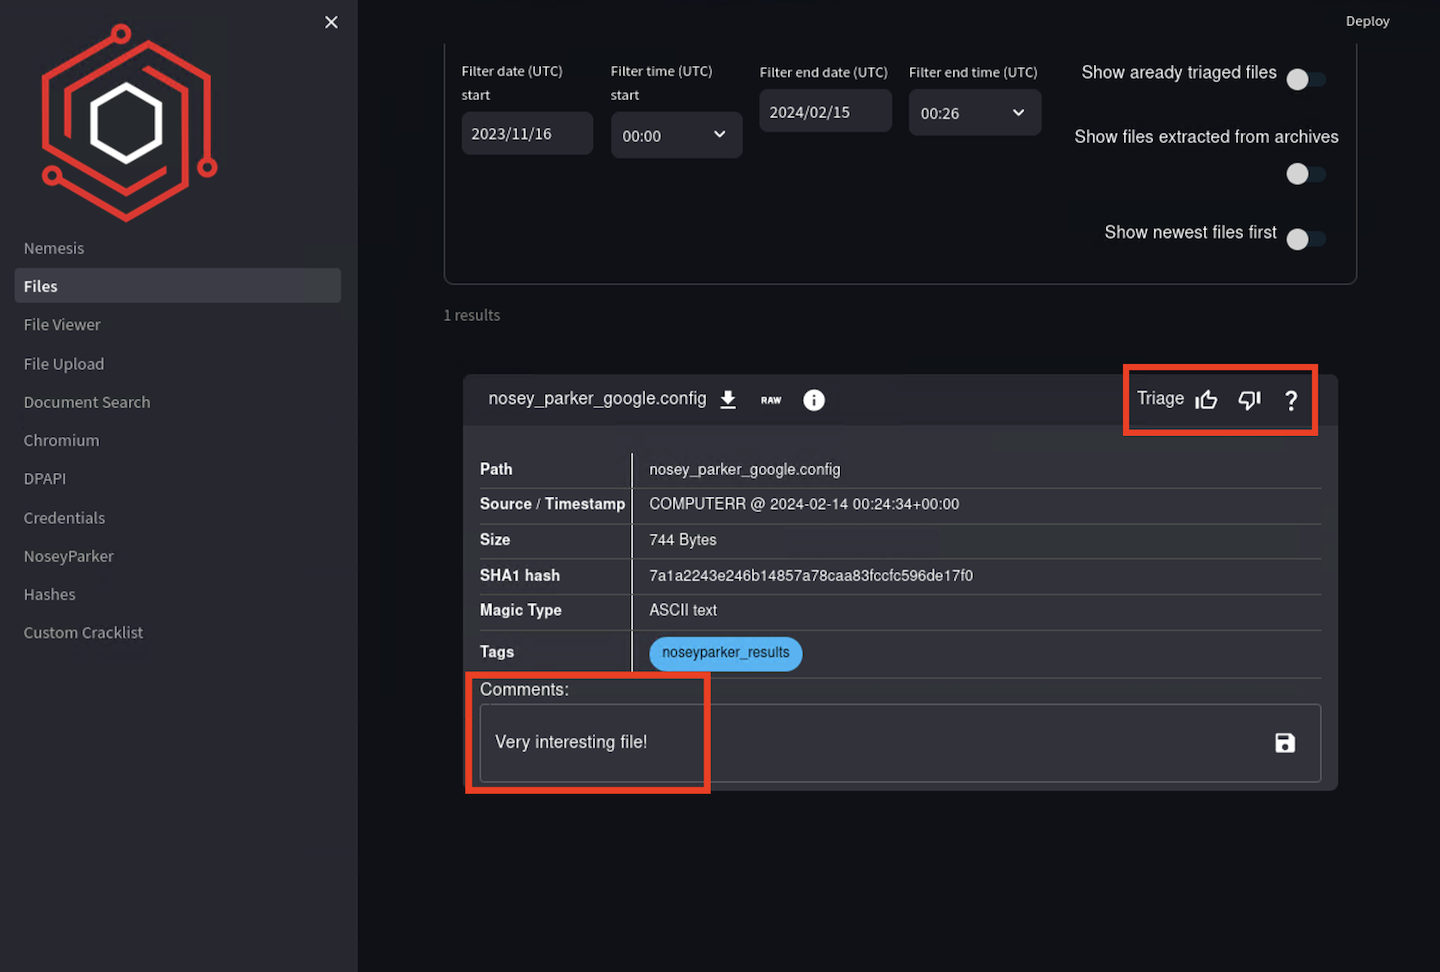 Deploy
Nemesis
Files
File Viewer
File Upload
Document Search
Chromium
DPAPI
Credentials
NoseyParker
Hashes
Custom Cracklist
Filter date (UTC) start
2023/11/16
Filter time (UTC) start
00:00
Filter end date (UTC)
2024/02/15
Filter end time (UTC)
00:26
Show aready triaged files
Show files extracted from archives
Show newest files first
1 results
nosey_parker_google.config RAW
Triage ?
Path nosey_parker_google.config
Source / Timestamp COMPUTERR @ 2024-02-14 00:24:34+00:00
Size 744 Bytes
SHA1 hash 7a1a2243e246b14857a78caa83fccfc596de17f0
Magic Type ASCII text
Tags noseyparker_results
Comments:
Very interesting file!